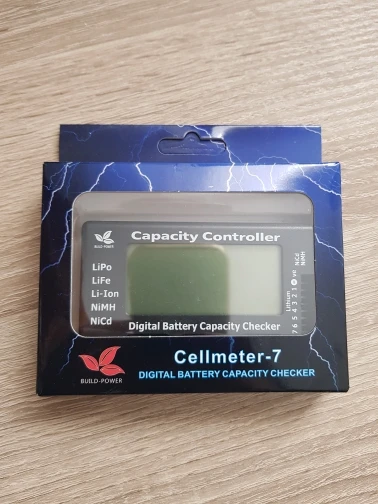 BUILD-POWER
Capacity Controller
LiPo
LiFe
Li-Ion
NiMH
NiCd
Lithium
7 6 5 4 3 2 1
ve
NiCd
NiMH
Digital Battery Capacity Checker
BUILD-POWER
Cellmeter-7
DIGITAL BATTERY CAPACITY CHECKER